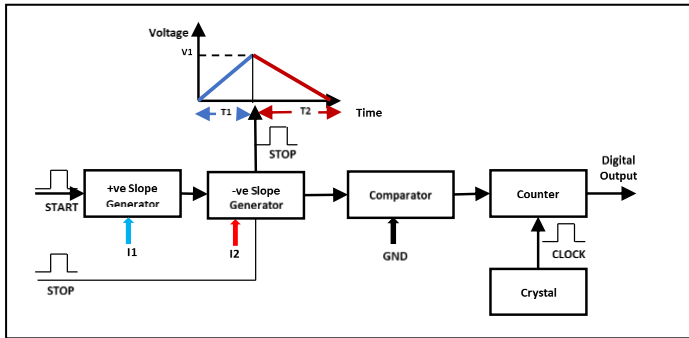 Voltage
V1
T1
T2
Time
STOP
Digital
Output
START
+ve Slope
Generator
-ve Slope
Generator
Comparator
Counter
I1
I2
GND
CLOCK
STOP
Crystal